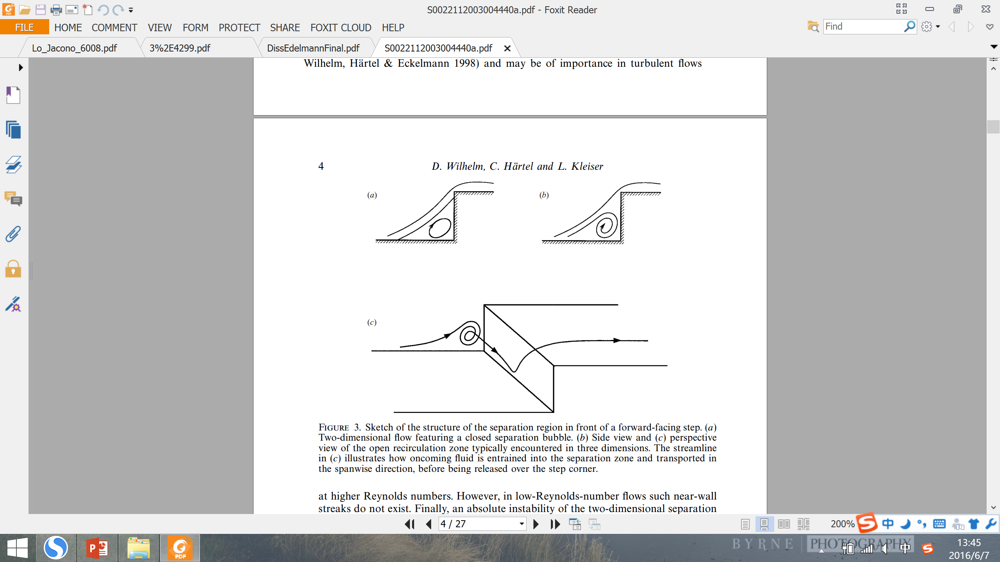 S0022112003004440a.pdf - Foxit Reader
FILE HOME COMMENT VIEW FORM PROTECT SHARE FOXIT CLOUD HELP
Find
Lo_Jacono_6008.pdf 3%2E4299.pdf DissEdelmannFinal.pdf S0022112003004440a.pdf
Wilhelm, Härtel & Eckelmann 1998) and may be of importance in turbulent flows
4 D. Wilhelm, C. Härtel and L. Kleiser
(a) (b)
(c)
FIGURE 3. Sketch of the structure of the separation region in front of a forward-facing step. (a)
Two-dimensional flow featuring a closed separation bubble. (b) Side view and (c) perspective
view of the open recirculation zone typically encountered in three dimensions. The streamline
in (c) illustrates how oncoming fluid is entrained into the separation zone and transported in
the spanwise direction, before being released over the step corner.
at higher Reynolds numbers. However, in low-Reynolds-number flows such near-wall
streaks do not exist. Finally, an absolute instability of the two-dimensional separation
4 / 27
200%
中
BYRNE PHOTOGRAPHY
中
13:45
2016/6/7